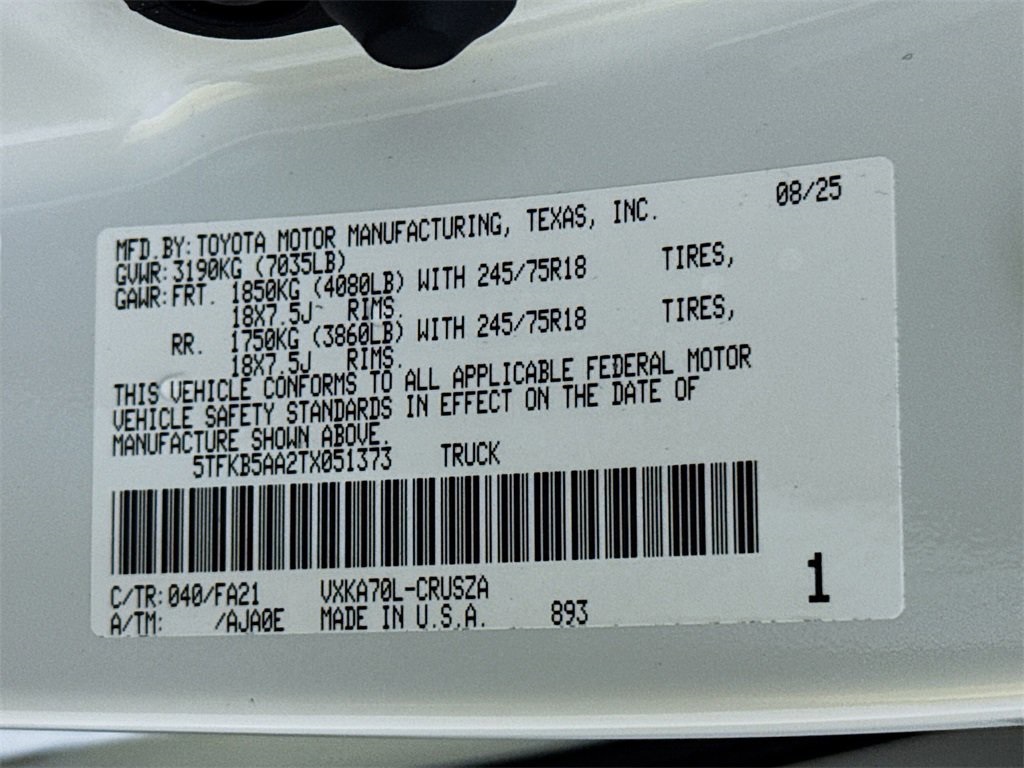 08/25
MFD.BY:TOYOTA MOTOR MANUFACTURING, TEXAS, INC.
GVWR:3190KG (7035LB)
GAWR:FRT. 1850KG (4080LB) WITH 245/75R18 TIRES,
18X7.5J RIMS.
RR. 1750KG (3860LB) WITH 245/75R18 TIRES,
18X7.5J RIMS.
THIS VEHICLE CONFORMS TO ALL APPLICABLE FEDERAL MOTOR
VEHICLE SAFETY STANDARDS IN EFFECT ON THE DATE OF
MANUFACTURE SHOWN ABOVE.
5TFKB5AA2TX051373 TRUCK
C/TR:040/FA21 VXKA70L-CRUSZA
A/TM: /AJA0E MADE IN U.S.A. 893
1